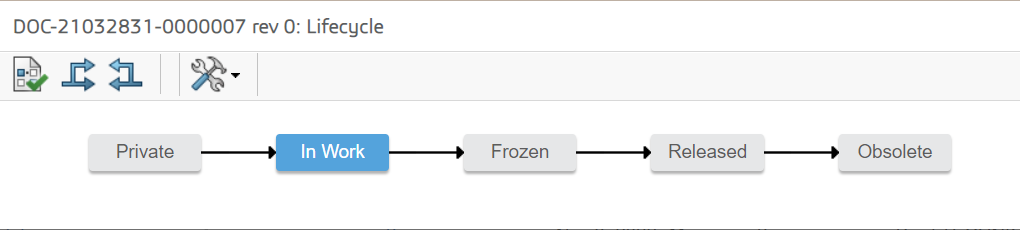 DOC-21032831-0000007 rev 0: Lifecycle
Private In Work Frozen Released Obsolete